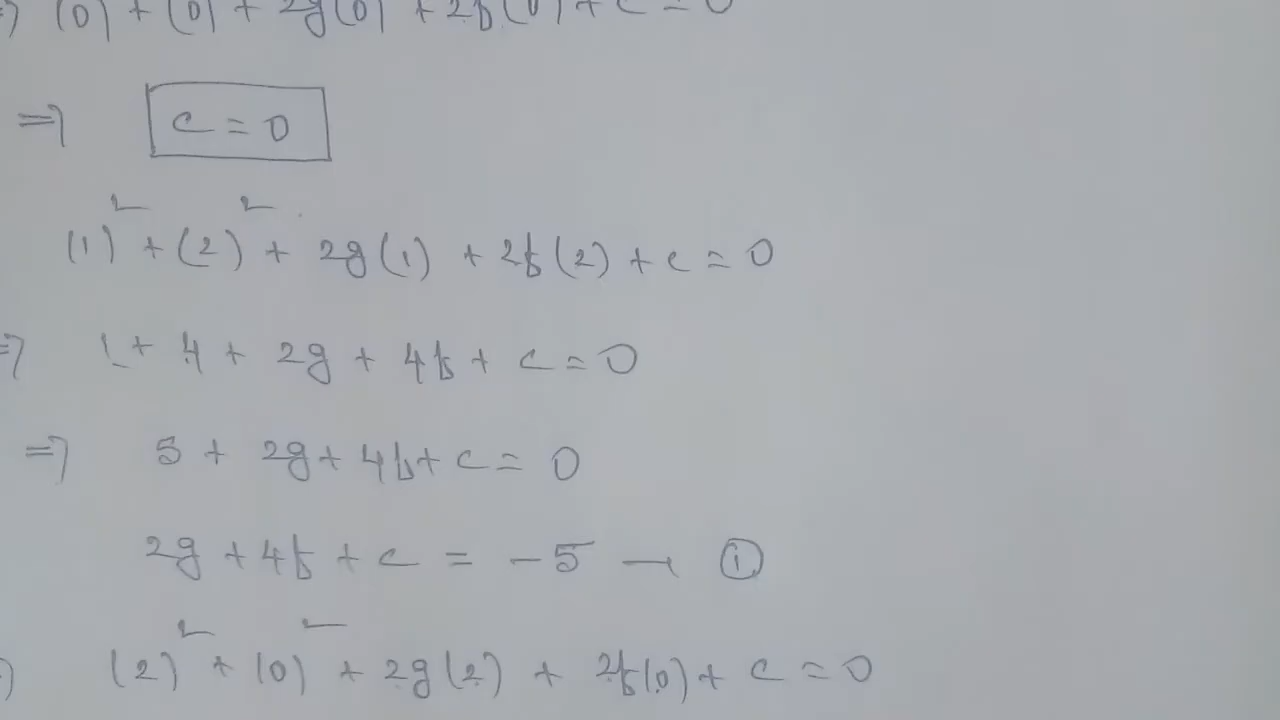 => (0) + (0) + 2g(0) + 2f(0) + c = 0
=> c = 0
(1)² + (2)² + 2g(1) + 2f(2) + c = 0
=> 1 + 4 + 2g + 4f + c = 0
=> 5 + 2g + 4f + c = 0
2g + 4f + c = -5 → ①
(2)² + (0)² + 2g(2) + 2f(0) + c = 0